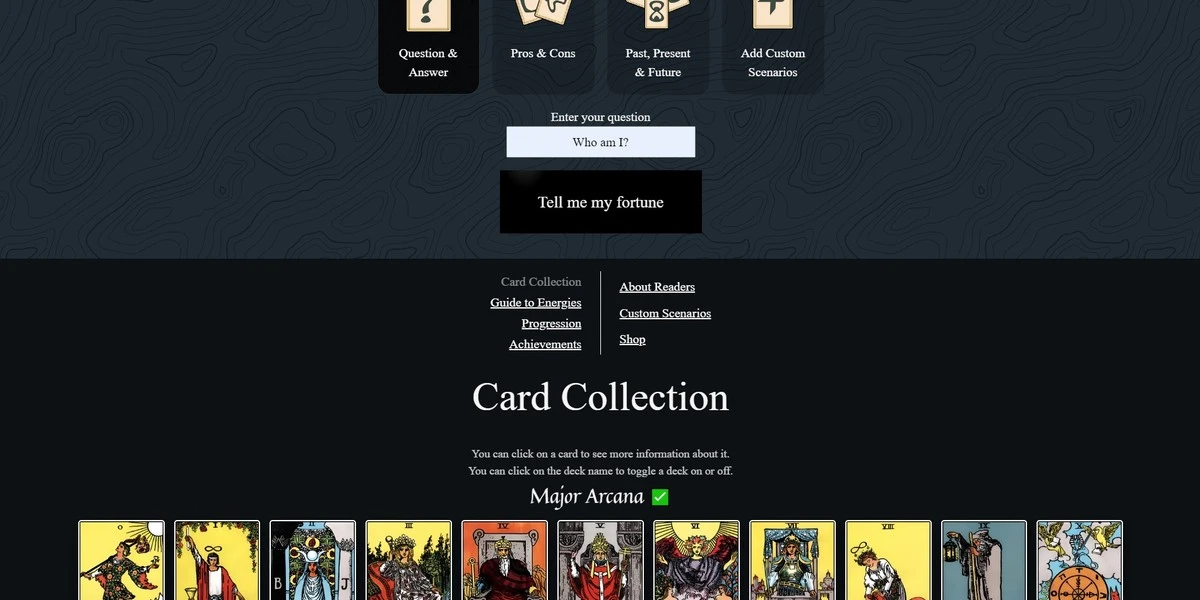 Question &
Answer
Pros & Cons
Past, Present
& Future
Add Custom
Scenarios
Enter your question
Who am I?
Tell me my fortune
Card Collection
Guide to Energies
Progression
Achievements
About Readers
Custom Scenarios
Shop
Card Collection
You can click on a card to see more information about it.
You can click on the deck name to toggle a deck on or off.
Major Arcana
0
I
II
III
IV
V
VI
VII
VIII
IX
B
J